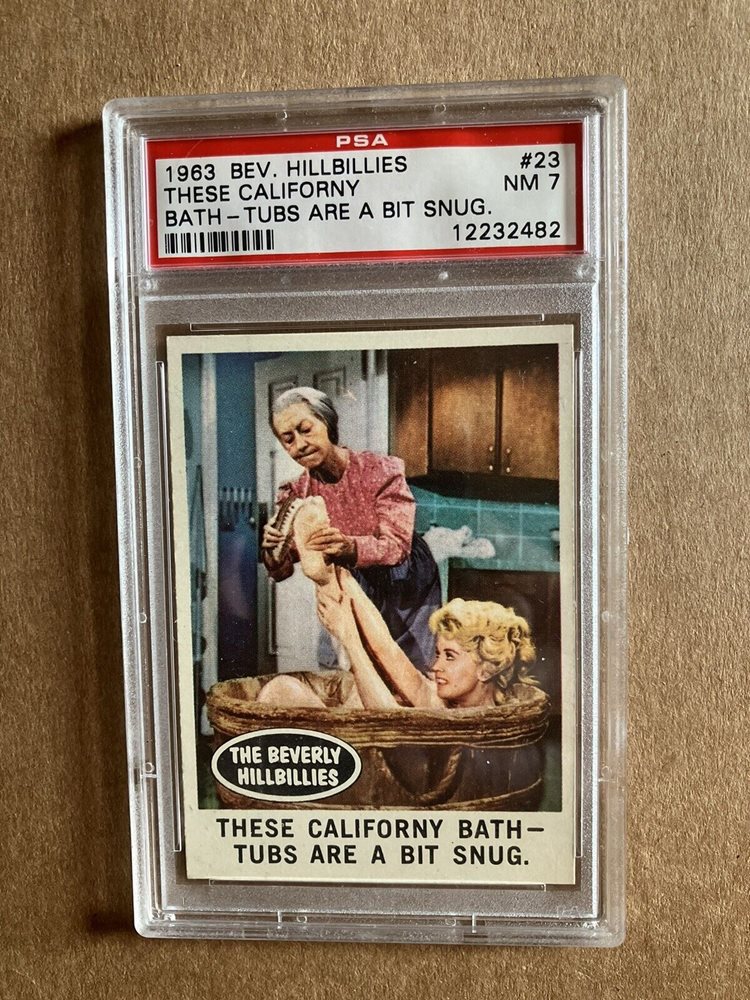 PSA
1963 BEV. HILLBILLIES #23
THESE CALIFORNY NM 7
BATH-TUBS ARE A BIT SNUG.
12232482
THE BEVERLY
HILLBILLIES
THESE CALIFORNY BATH-
TUBS ARE A BIT SNUG.